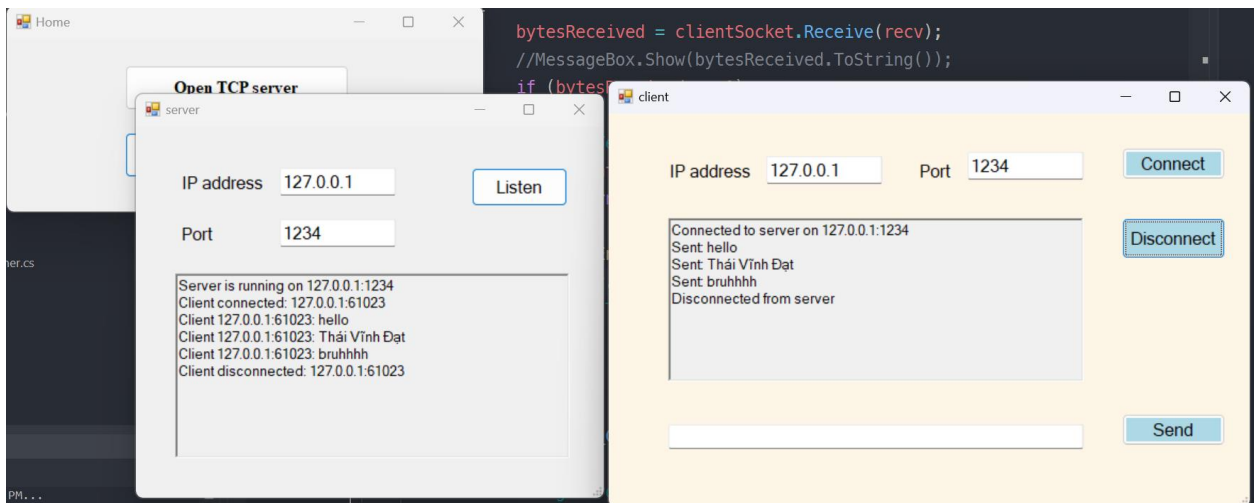 Home
bytesReceived = clientSocket.Receive(recv);
//MessageBox.Show(bytesReceived.ToString());
if
Open TCP server
server
IP address 127.0.0.1
Listen
Port 1234
Server is running on 127.0.0.1:1234
Client connected: 127.0.0.1:61023
Client 127.0.0.1:61023: hello
Client 127.0.0.1:61023: Thái Vĩnh Đạt
Client 127.0.0.1:61023: bruhhhh
Client disconnected: 127.0.0.1:61023
client
IP address 127.0.0.1 Port 1234
Connect
Disconnect
Connected to server on 127.0.0.1:1234
Sent: hello
Sent: Thái Vĩnh Đạt
Sent: bruhhhh
Disconnected from server
Send
ner.cs
PM...